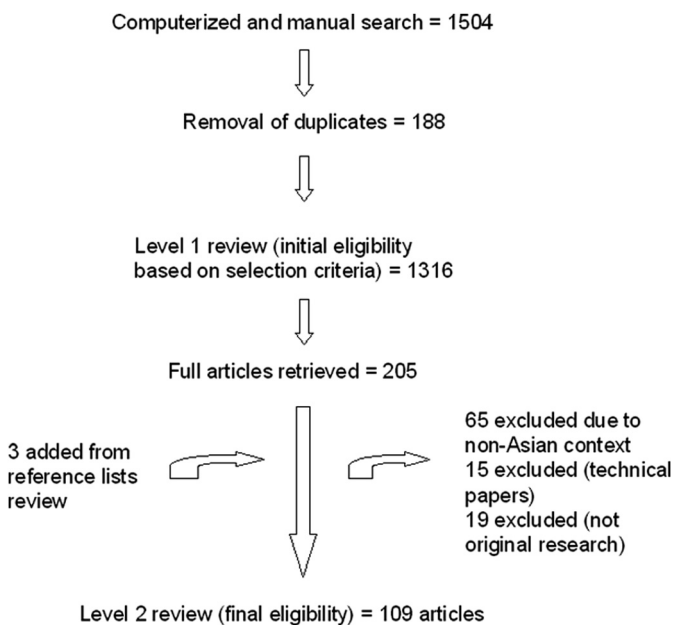 Computerized and manual search = 1504
Removal of duplicates = 188
Level 1 review (initial eligibility
based on selection criteria) = 1316
Full articles retrieved = 205
3 added from
reference lists
review
65 excluded due to
non-Asian context
15 excluded (technical
papers)
19 excluded (not
original research)
Level 2 review (final eligibility) = 109 articles